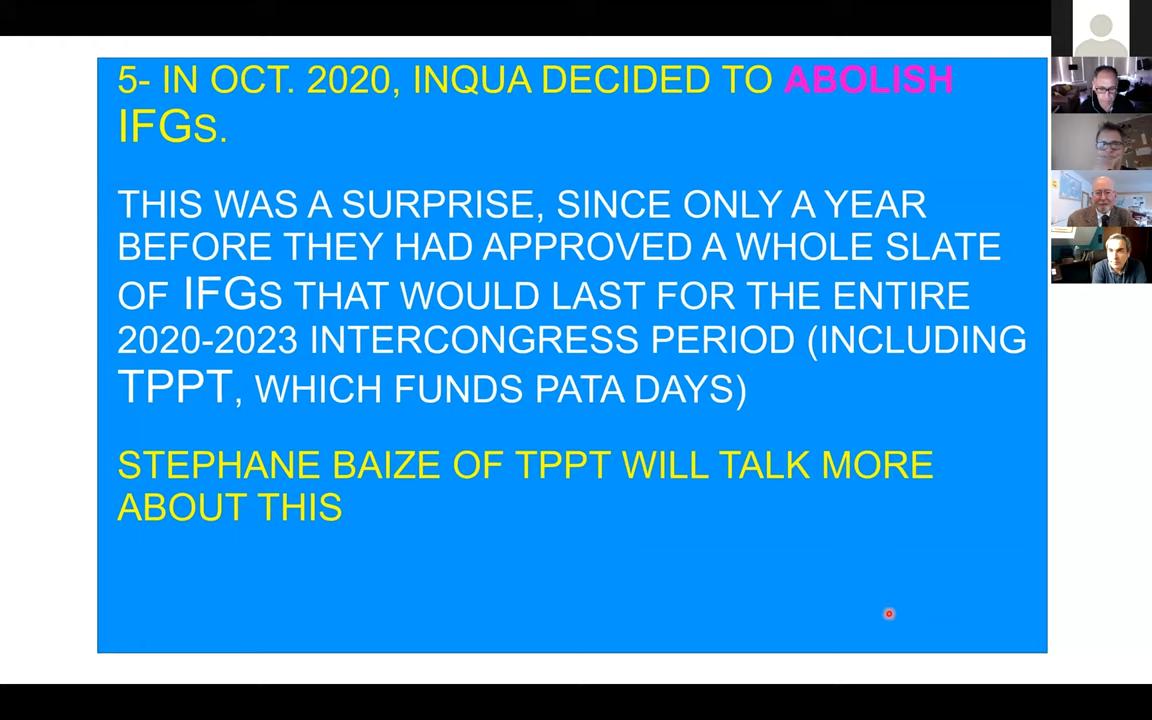 5- IN OCT. 2020, INQUA DECIDED TO ABOLISH
IFGS.
THIS WAS A SURPRISE, SINCE ONLY A YEAR
BEFORE THEY HAD APPROVED A WHOLE SLATE
OF IFGS THAT WOULD LAST FOR THE ENTIRE
2020-2023 INTERCONGRESS PERIOD (INCLUDING
TPPT, WHICH FUNDS PATA DAYS)
STEPHANE BAIZE OF TPPT WILL TALK MORE
ABOUT THIS